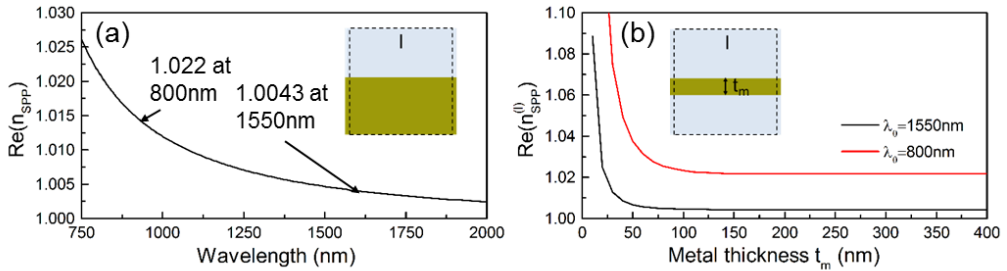 (a)
Re(n_SPP)
1.030
1.025
1.020
1.015
1.010
1.005
1.000
1.022 at
800nm
1.0043 at
1550nm
I
750 1000 1250 1500 1750 2000
Wavelength (nm)
(b)
Re(n_SPP^(I))
1.10
1.08
1.06
1.04
1.02
1.00
I
t_m
λ₀=1550nm
λ₀=800nm
0 50 100 150 200 250 300 350 400
Metal thickness t_m (nm)